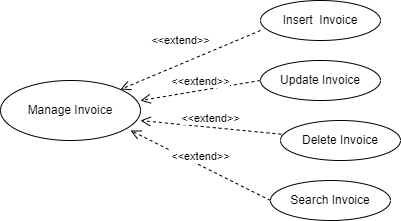 Insert  Invoice
<<extend>>
Update Invoice
<<extend>>
Manage Invoice
<<extend>>
Delete Invoice
<<extend>>
Search Invoice